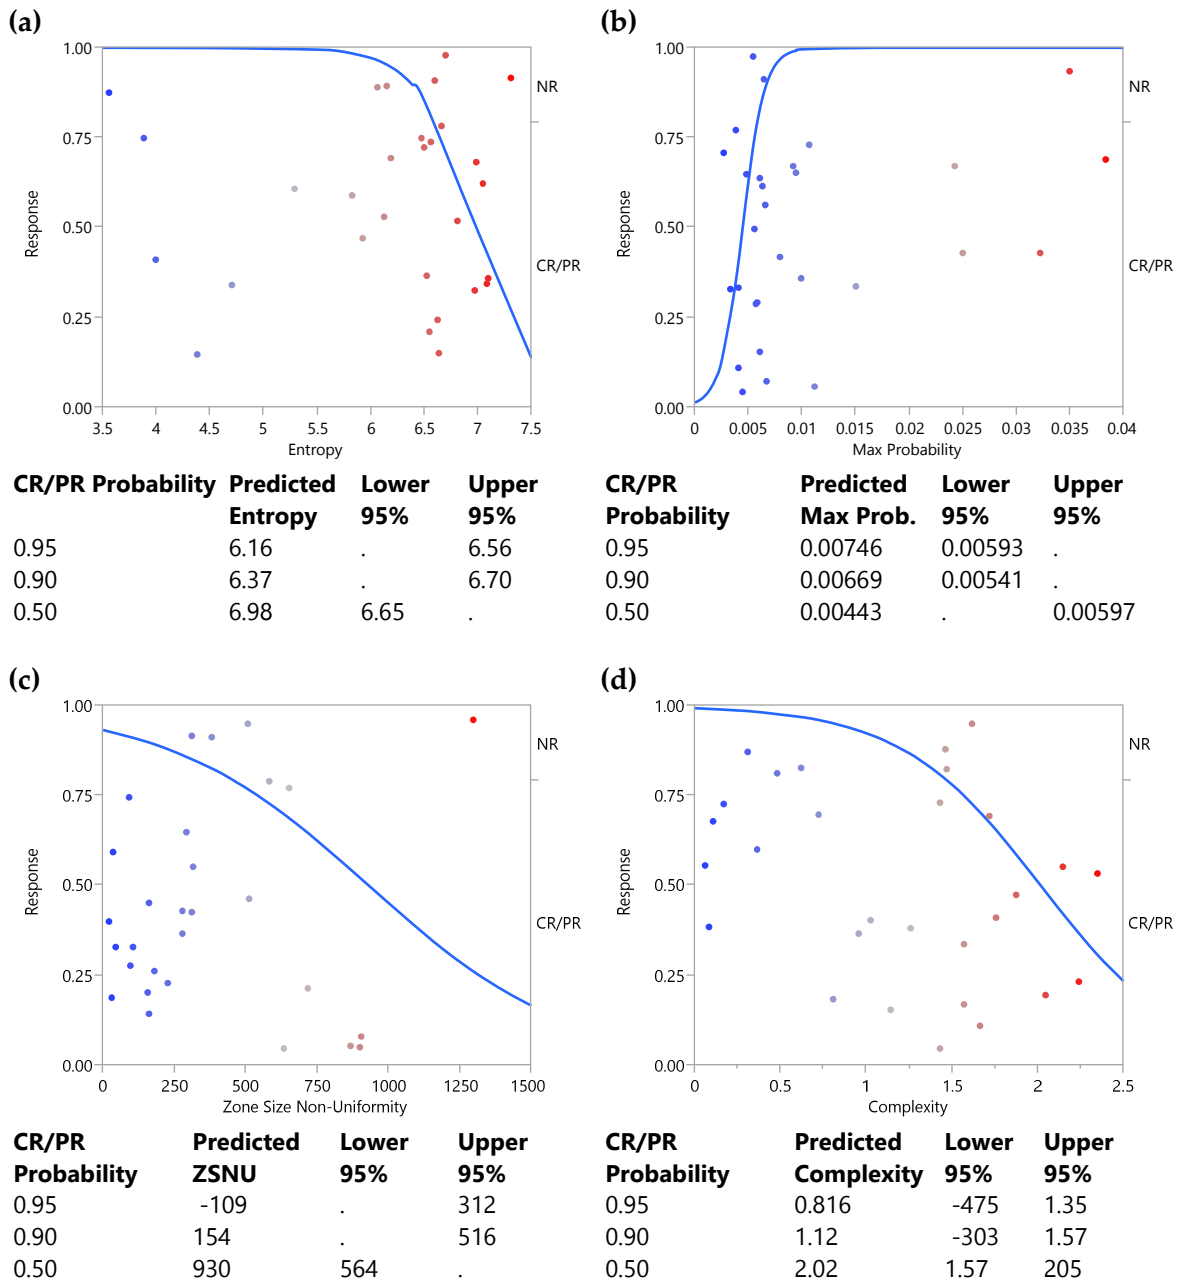 (a)
1.00
0.75
0.50
0.25
0.00
Response
NR
CR/PR
3.5 4 4.5 5 5.5 6 6.5 7 7.5
Entropy
CR/PR Probability Predicted Entropy Lower 95% Upper 95%
0.95 6.16 . 6.56
0.90 6.37 . 6.70
0.50 6.98 6.65 .
(b)
1.00
0.75
0.50
0.25
0.00
Response
NR
CR/PR
0 0.005 0.01 0.015 0.02 0.025 0.03 0.035 0.04
Max Probability
CR/PR Probability Predicted Max Prob. Lower 95% Upper 95%
0.95 0.00746 0.00593 .
0.90 0.00669 0.00541 .
0.50 0.00443 . 0.00597
(c)
1.00
0.75
0.50
0.25
0.00
Response
NR
CR/PR
0 250 500 750 1000 1250 1500
Zone Size Non-Uniformity
CR/PR Probability Predicted ZSNU Lower 95% Upper 95%
0.95 -109 . 312
0.90 154 . 516
0.50 930 564 .
(d)
1.00
0.75
0.50
0.25
0.00
Response
NR
CR/PR
0 0.5 1 1.5 2 2.5
Complexity
CR/PR Probability Predicted Complexity Lower 95% Upper 95%
0.95 0.816 -475 1.35
0.90 1.12 -303 1.57
0.50 2.02 1.57 205